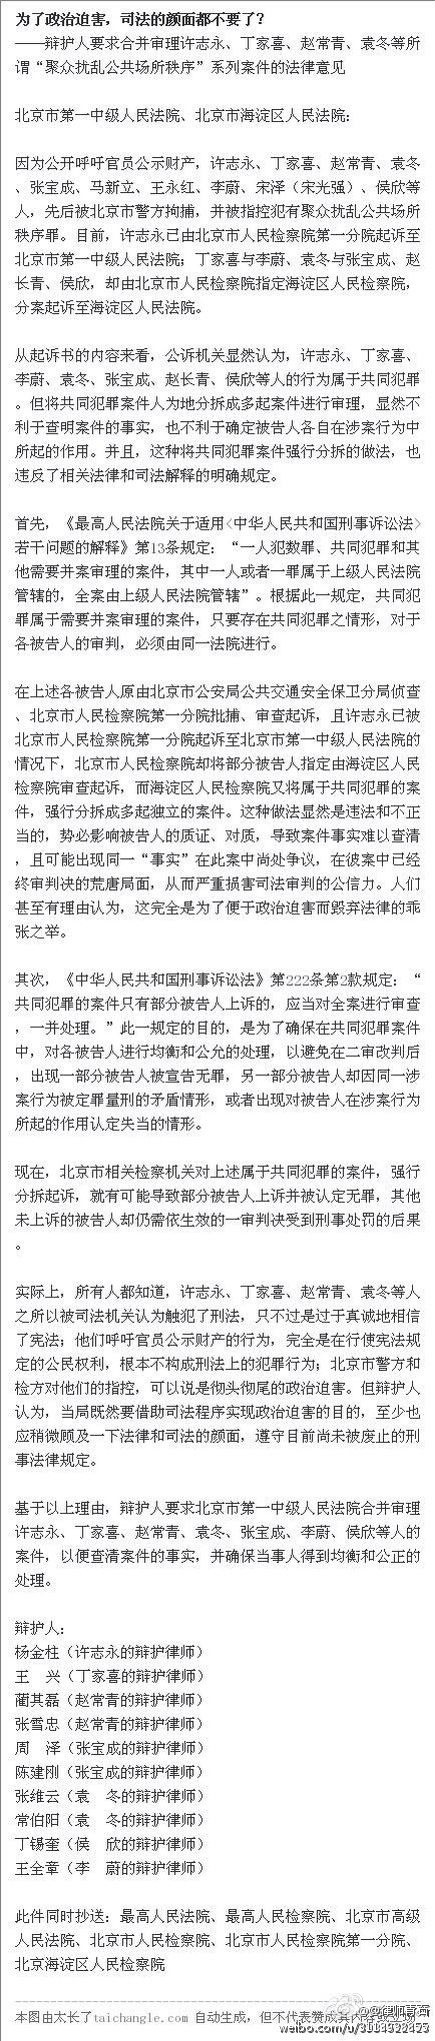 为了政治迫害，司法的颜面都不要了？
——辩护人要求合并审理许志永、丁家喜、赵常青、袁冬等所
谓“聚众扰乱公共场所秩序”系列案件的法律意见
北京市第一中级人民法院、北京市海淀区人民法院：
因为公开呼吁官员公示财产，许志永、丁家喜、赵常青、袁冬
、张宝成、马新立、王永红、李蔚、宋泽（宋光强）、侯欣等
人，先后被北京市警方拘捕，并被指控犯有聚众扰乱公共场所
秩序罪。目前，许志永已由北京市人民检察院第一分院起诉至
北京市第一中级人民法院；丁家喜与李蔚、袁冬与张宝成、赵
长青、侯欣，却由北京市人民检察院指定海淀区人民检察院，
分案起诉至海淀区人民法院。
从起诉书的内容来看，公诉机关显然认为，许志永、丁家喜、
李蔚、袁冬、张宝成、赵长青、侯欣等人的行为属于共同犯罪
。但将共同犯罪案件人为地分拆成多起案件进行审理，显然不
利于查明案件的事实，也不利于确定被告人各自在涉案行为中
所起的作用。并且，这种将共同犯罪案件强行分拆的做法，也
违反了相关法律和司法解释的明确规定。
首先，《最高人民法院关于适用<中华人民共和国刑事诉讼法>
若干问题的解释》第13条规定：“一人犯数罪、共同犯罪和其
他需要并案审理的案件，其中一人或者一罪属于上级人民法院
管辖的，全案由上级人民法院管辖”。根据此一规定，共同犯
罪属于需要并案审理的案件，只要存在共同犯罪之情形，对于
各被告人的审判，必须由同一法院进行。
在上述各被告人原由北京市公安局公共交通安全保卫分局侦查
、北京市人民检察院第一分院批捕、审查起诉，且许志永已被
北京市人民检察院第一分院起诉至北京市第一中级人民法院的
情况下，北京市人民检察院却将部分被告人指定由海淀区人民
检察院审查起诉，而海淀区人民检察院又将属于共同犯罪的案
件，强行分拆成多起独立的案件。这种做法显然是违法和不正
当的，势必影响被告人的质证、对质，导致案件事实难以查清
，且可能出现同一“事实”在此案中尚处争议，在彼案中已经
终审判决的荒唐局面，从而严重损害司法审判的公信力。人们
甚至有理由认为，这完全是为了便于政治迫害而毁弃法律的乖
张之举。
其次，《中华人民共和国刑事诉讼法》第222条第2款规定：“
共同犯罪的案件只有部分被告人上诉的，应当对全案进行审查
，一并处理。”此一规定的目的，是为了确保在共同犯罪案件
中，对各被告人进行均衡和公允的处理，以避免在二审改判后
，出现一部分被告人被宣告无罪，另一部分被告人却因同一涉
案行为被定罪量刑的矛盾情形，或者出现对被告人在涉案行为
所起的作用认定失当的情形。
现在，北京市相关检察机关对上述属于共同犯罪的案件，强行
分拆起诉，就有可能导致部分被告人上诉并被认定无罪，其他
未上诉的被告人却仍需依生效的一审判决受到刑事处罚的后果
。
实际上，所有人都知道，许志永、丁家喜、赵常青、袁冬等人
之所以被司法机关认为触犯了刑法，只不过是过于真诚地相信
了宪法；他们呼吁官员公示财产的行为，完全是在行使宪法规
定的公民权利，根本不构成刑法上的犯罪行为；北京市警方和
检方对他们的指控，可以说是彻头彻尾的政治迫害。但辩护人
认为，当局既然要借助司法程序实现政治迫害的目的，至少也
应稍微顾及一下法律和司法的颜面，遵守目前尚未被废止的刑
事法律规定。
基于以上理由，辩护人要求北京市第一中级人民法院合并审理
许志永、丁家喜、赵常青、袁冬、张宝成、李蔚、侯欣等人的
案件，以便查清案件的事实，并确保当事人得到均衡和公正的
处理。
辩护人：
杨金柱（许志永的辩护律师）
王　兴（丁家喜的辩护律师）
蔺其磊（赵常青的辩护律师）
张雪忠（赵常青的辩护律师）
周　泽（张宝成的辩护律师）
陈建刚（张宝成的辩护律师）
张维云（袁　冬的辩护律师）
常伯阳（袁　冬的辩护律师）
丁锡奎（侯　欣的辩护律师）
王全章（李　蔚的辩护律师）
此件同时抄送：最高人民法院、最高人民检察院、北京市高级
人民法院、北京市人民检察院、北京市人民检察院第一分院、
北京海淀区人民检察院
本图由太长了taichangle.com 自动生成，但不代表赞成其内容或立场
weibo.com/u/